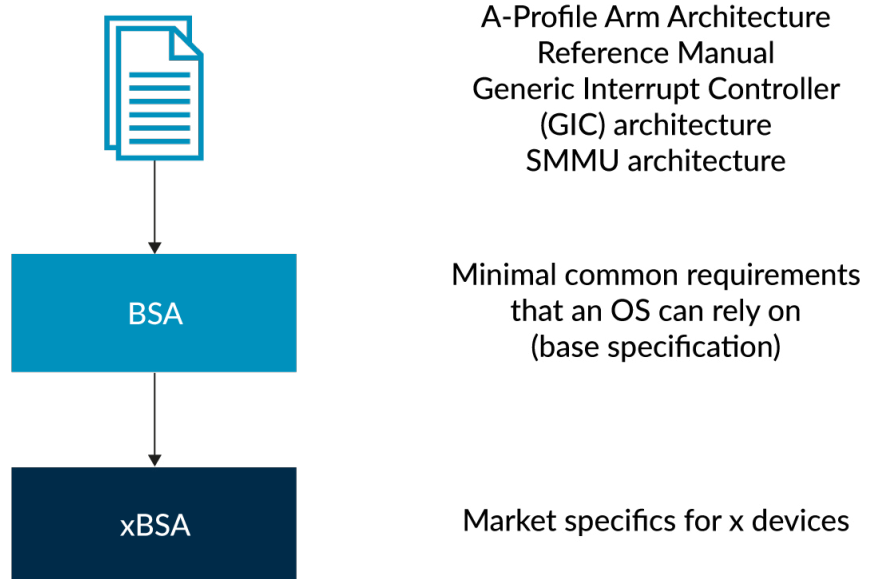 A-Profile Arm Architecture
Reference Manual
Generic Interrupt Controller
(GIC) architecture
SMMU architecture
BSA
Minimal common requirements
that an OS can rely on
(base specification)
xBSA
Market specifics for x devices